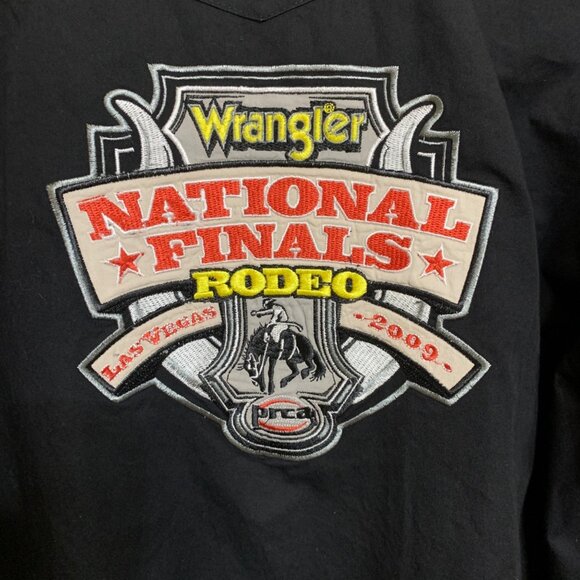 Wrangler
NATIONAL
FINALS
RODEO
LAS VEGAS
-2009-
prca